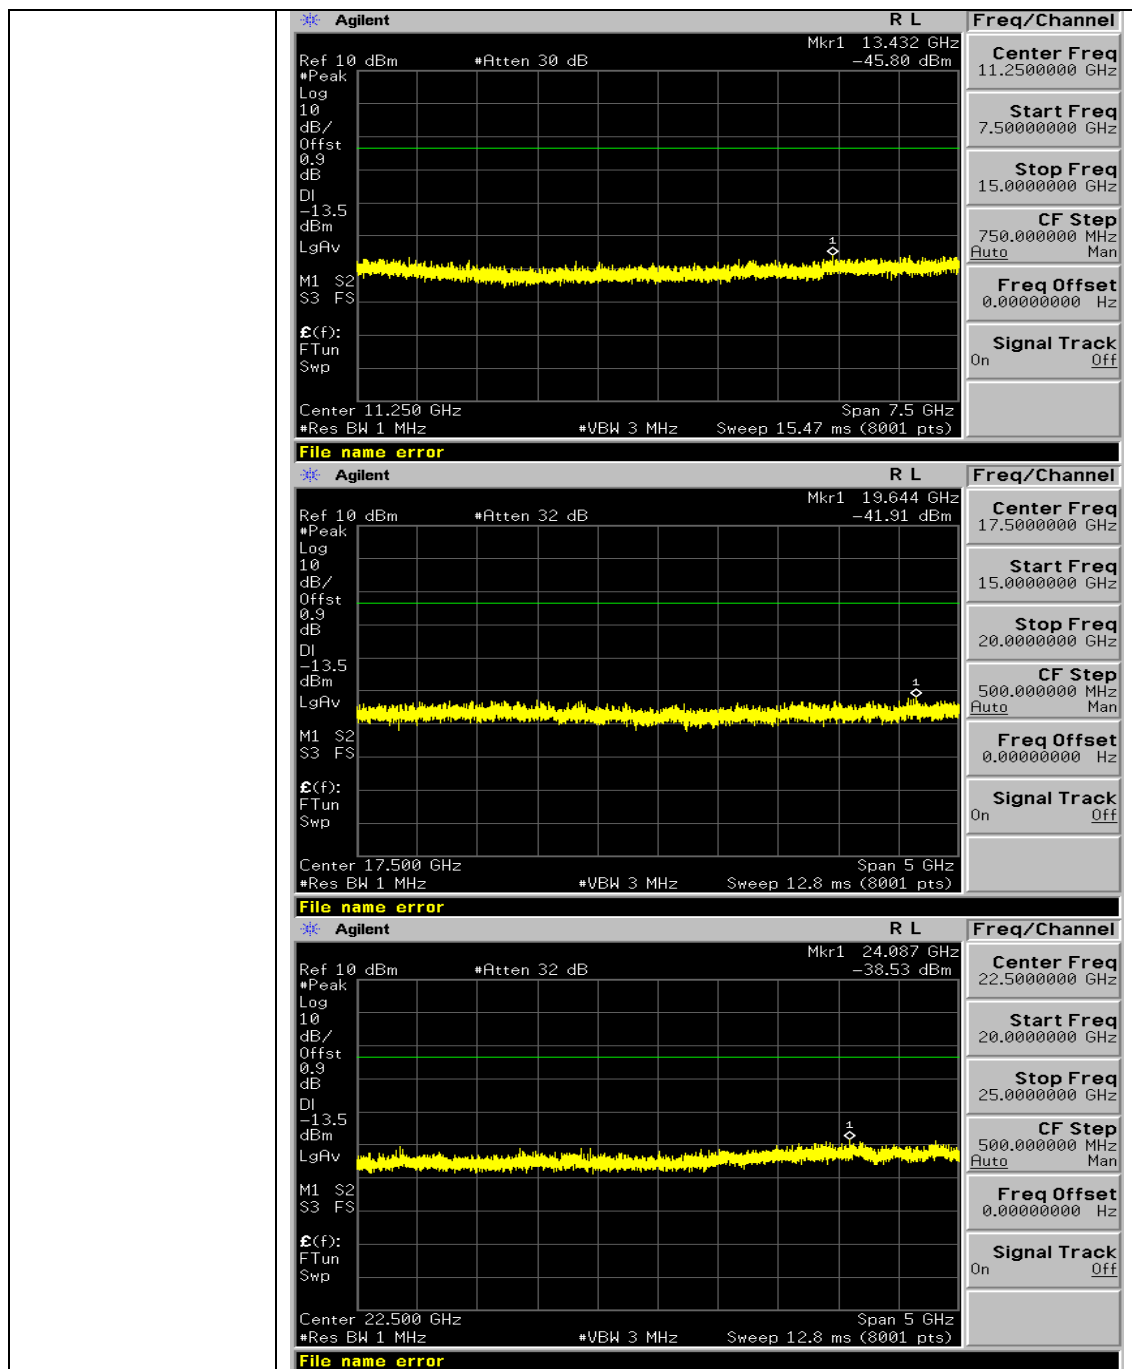 Agilent R L Freq/Channel
Mkr1 13.432 GHz
Ref 10 dBm #Atten 30 dB -45.80 dBm
#Peak
Log
10
dB/
Offst
0.9
dB
DI
-13.5
dBm
LgAv
M1 S2
S3 FS
£(f):
FTun
Swp
1
Center 11.250 GHz Span 7.5 GHz
#Res BW 1 MHz #VBW 3 MHz Sweep 15.47 ms (8001 pts)
Center Freq
11.2500000 GHz
Start Freq
7.50000000 GHz
Stop Freq
15.0000000 GHz
CF Step
750.000000 MHz
Auto Man
Freq Offset
0.00000000 Hz
Signal Track
On Off
File name error
Agilent R L Freq/Channel
Mkr1 19.644 GHz
Ref 10 dBm #Atten 32 dB -41.91 dBm
#Peak
Log
10
dB/
Offst
0.9
dB
DI
-13.5
dBm
LgAv
M1 S2
S3 FS
£(f):
FTun
Swp
1
Center 17.500 GHz Span 5 GHz
#Res BW 1 MHz #VBW 3 MHz Sweep 12.8 ms (8001 pts)
Center Freq
17.5000000 GHz
Start Freq
15.0000000 GHz
Stop Freq
20.0000000 GHz
CF Step
500.000000 MHz
Auto Man
Freq Offset
0.00000000 Hz
Signal Track
On Off
File name error
Agilent R L Freq/Channel
Mkr1 24.087 GHz
Ref 10 dBm #Atten 32 dB -38.53 dBm
#Peak
Log
10
dB/
Offst
0.9
dB
DI
-13.5
dBm
LgAv
M1 S2
S3 FS
£(f):
FTun
Swp
1
Center 22.500 GHz Span 5 GHz
#Res BW 1 MHz #VBW 3 MHz Sweep 12.8 ms (8001 pts)
Center Freq
22.5000000 GHz
Start Freq
20.0000000 GHz
Stop Freq
25.0000000 GHz
CF Step
500.000000 MHz
Auto Man
Freq Offset
0.00000000 Hz
Signal Track
On Off
File name error